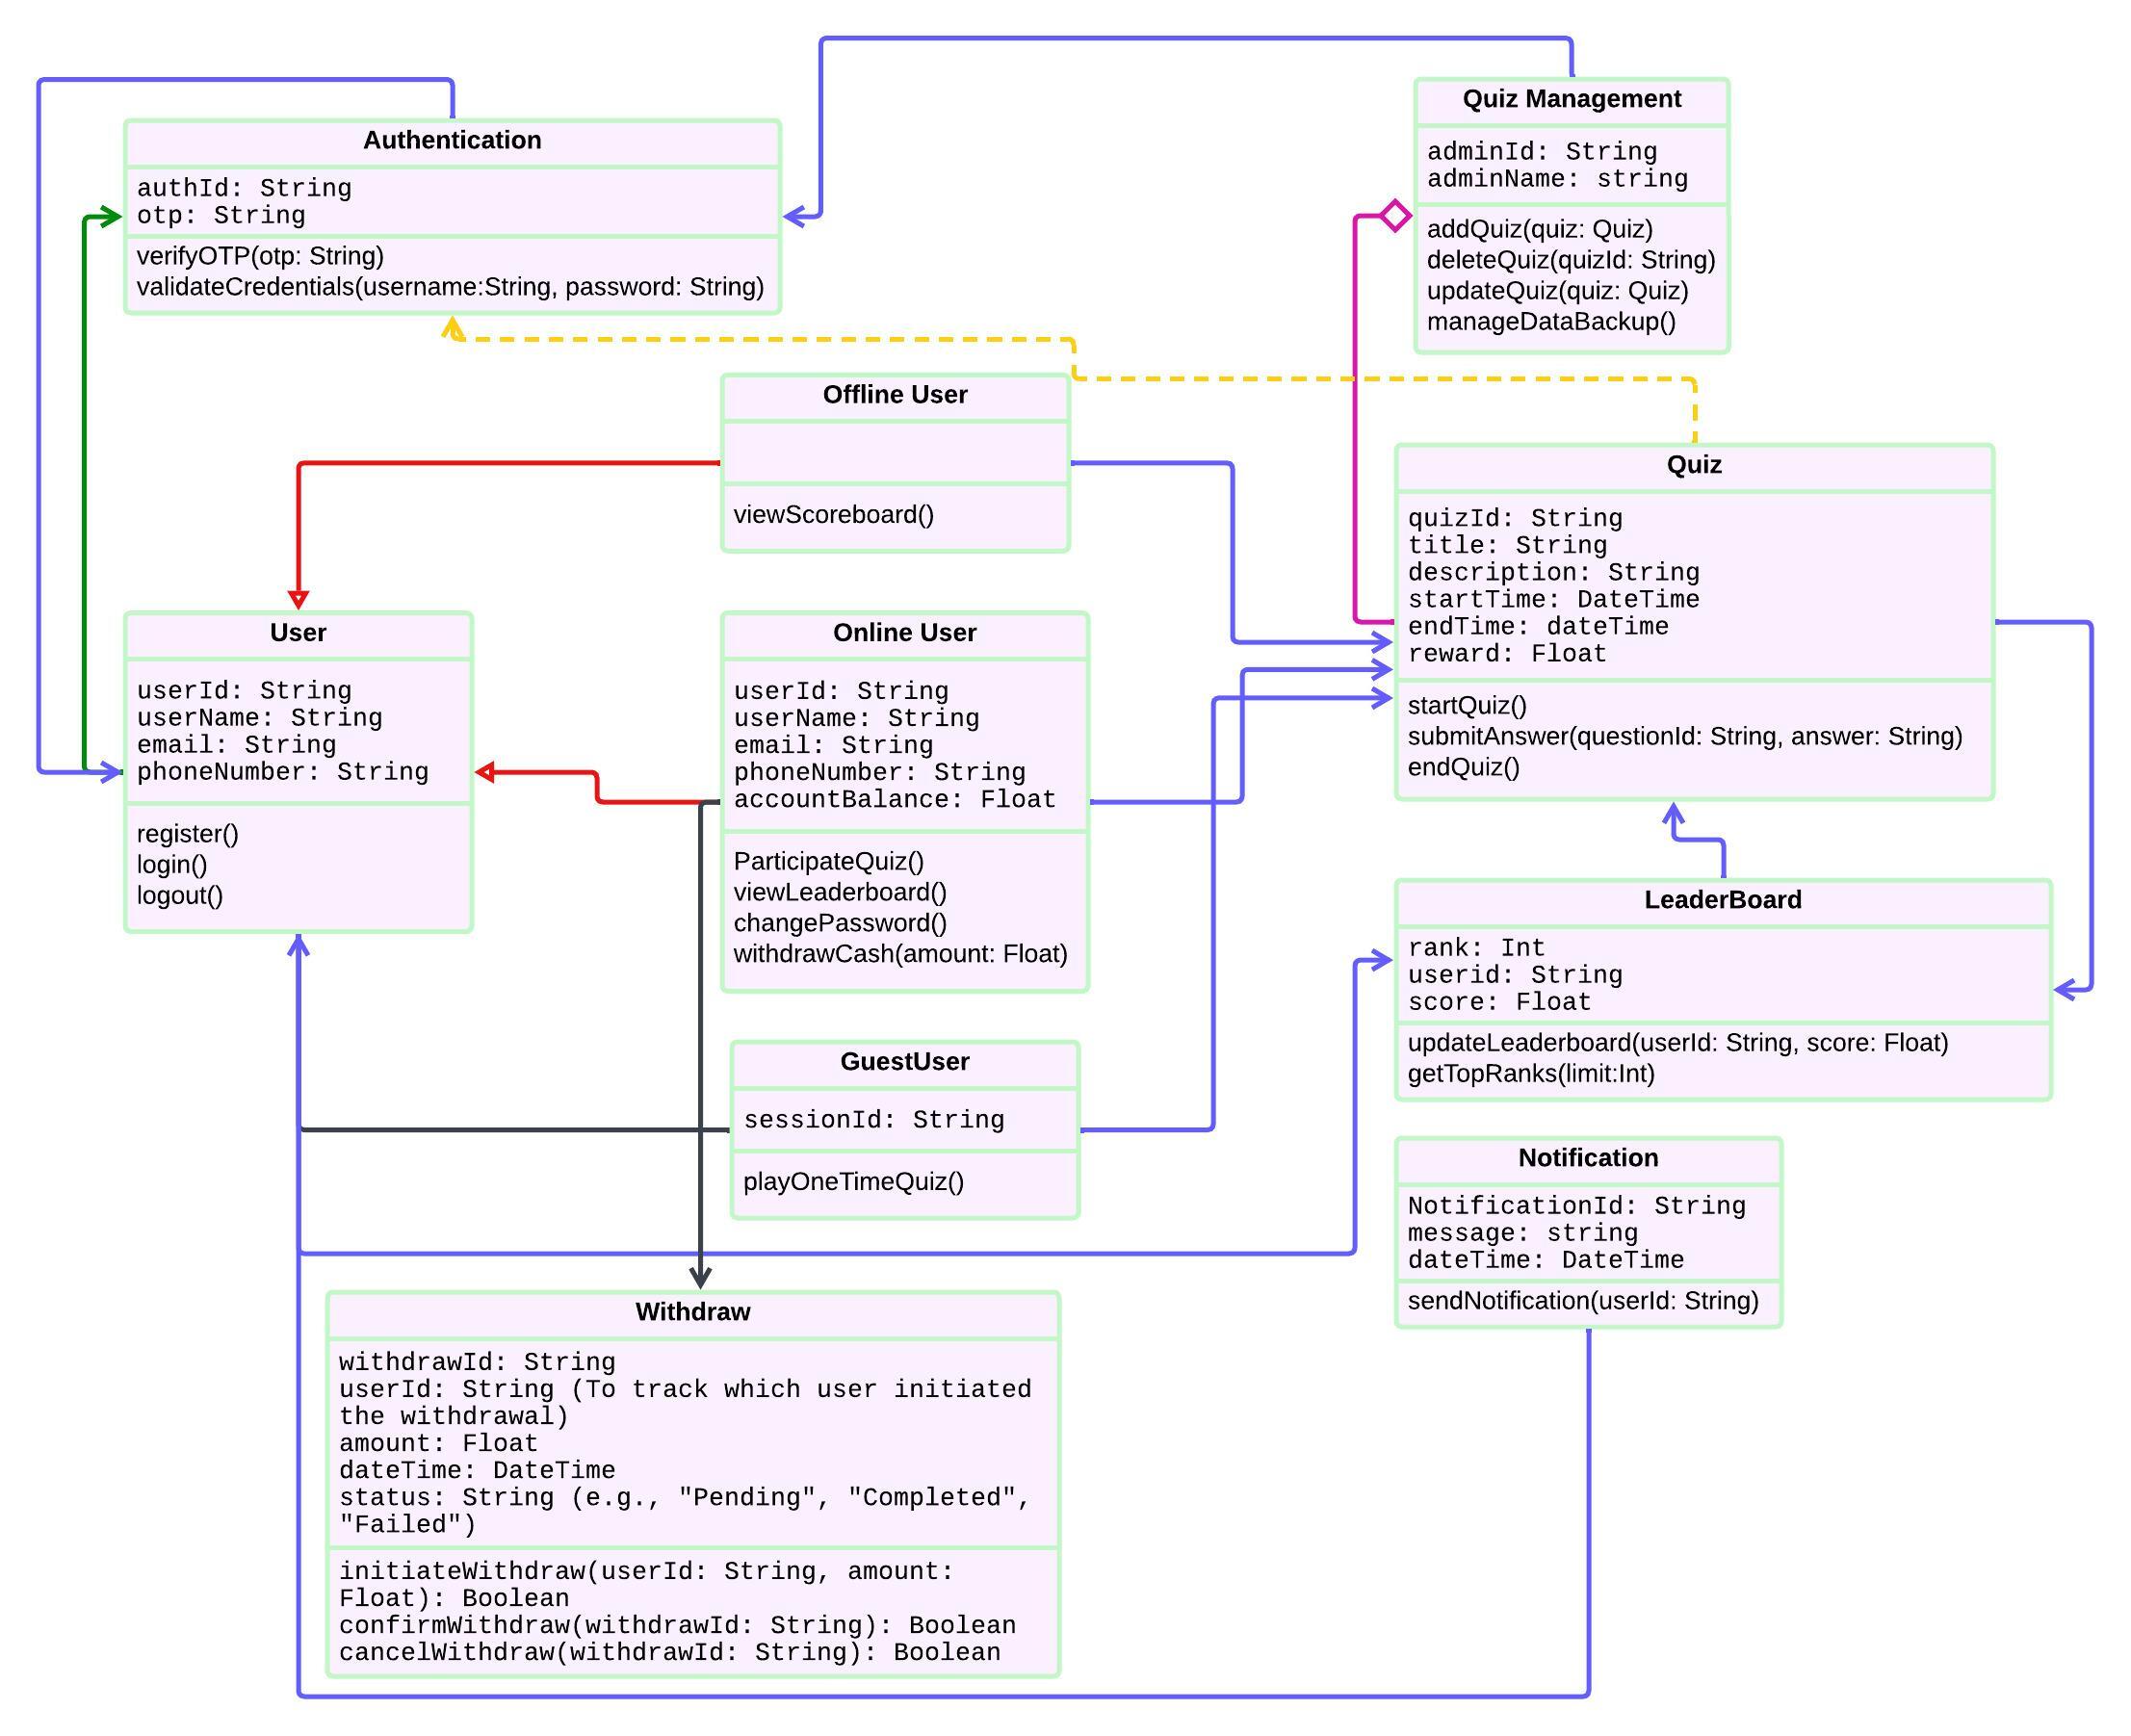 Quiz Management
adminId: String
adminName: string
addQuiz(quiz: Quiz)
deleteQuiz(quizId: String)
updateQuiz(quiz: Quiz)
manageDataBackup()
Authentication
authId: String
otp: String
verifyOTP(otp: String)
validateCredentials(username:String, password: String)
Offline User
viewScoreboard()
Quiz
quizId: String
title: String
description: String
startTime: DateTime
endTime: dateTime
reward: Float
startQuiz()
submitAnswer(questionId: String, answer: String)
endQuiz()
User
userId: String
userName: String
email: String
phoneNumber: String
register()
login()
logout()
Online User
userId: String
userName: String
email: String
phoneNumber: String
accountBalance: Float
ParticipateQuiz()
viewLeaderboard()
changePassword()
withdrawCash(amount: Float)
LeaderBoard
rank: Int
userid: String
score: Float
updateLeaderboard(userId: String, score: Float)
getTopRanks(limit:Int)
GuestUser
sessionId: String
playOneTimeQuiz()
Notification
NotificationId: String
message: string
dateTime: DateTime
sendNotification(userId: String)
Withdraw
withdrawId: String
userId: String (To track which user initiated
the withdrawal)
amount: Float
dateTime: DateTime
status: String (e.g., "Pending", "Completed",
"Failed")
initiateWithdraw(userId: String, amount:
Float): Boolean
confirmWithdraw(withdrawId: String): Boolean
cancelWithdraw(withdrawId: String): Boolean